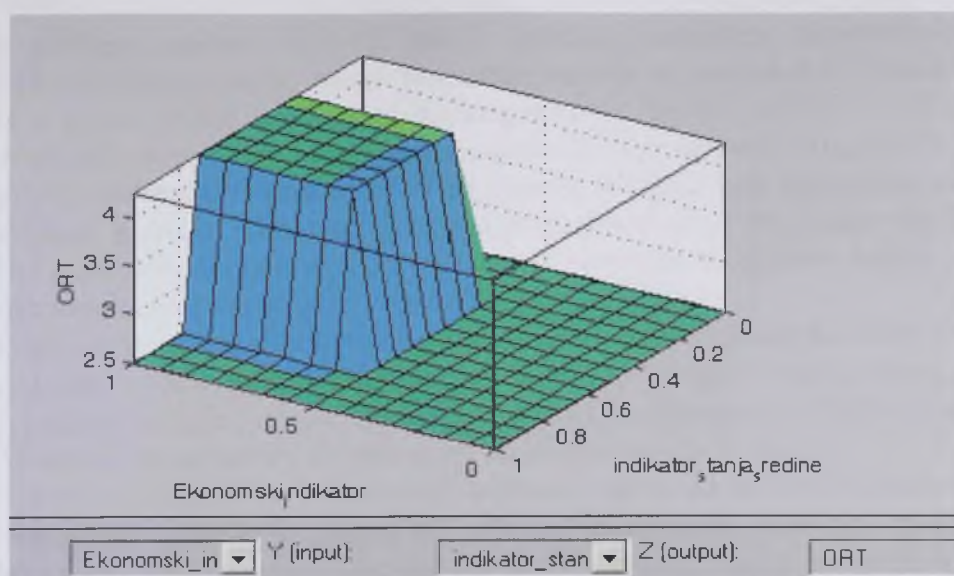 4
3.5
ORT
3
2.5
1
0.5
0
Ekonomski_indikator
0
0.2
0.4
0.6
0.8
1
indikator_stanja_sredine
Ekonomski_in
Y (input):
indikator_stan
Z (output):
ORT